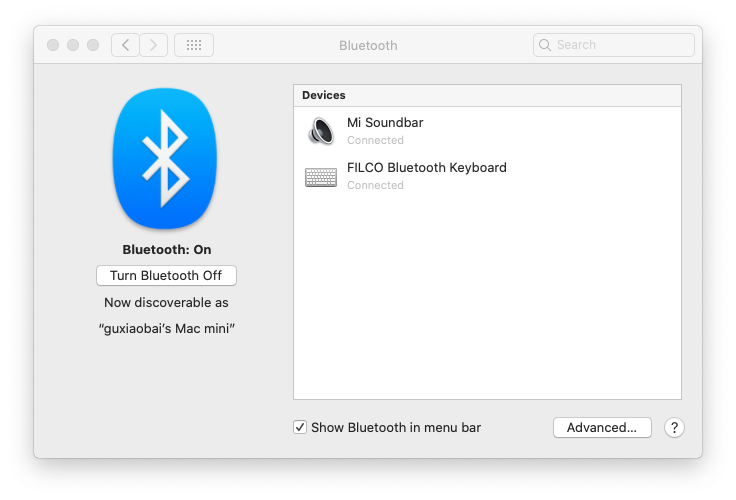 Bluetooth
Search
Devices
Mi Soundbar
Connected
FILCO Bluetooth Keyboard
Connected
Bluetooth: On
Turn Bluetooth Off
Now discoverable as
“guxiaobai’s Mac mini”
Show Bluetooth in menu bar
Advanced...
?